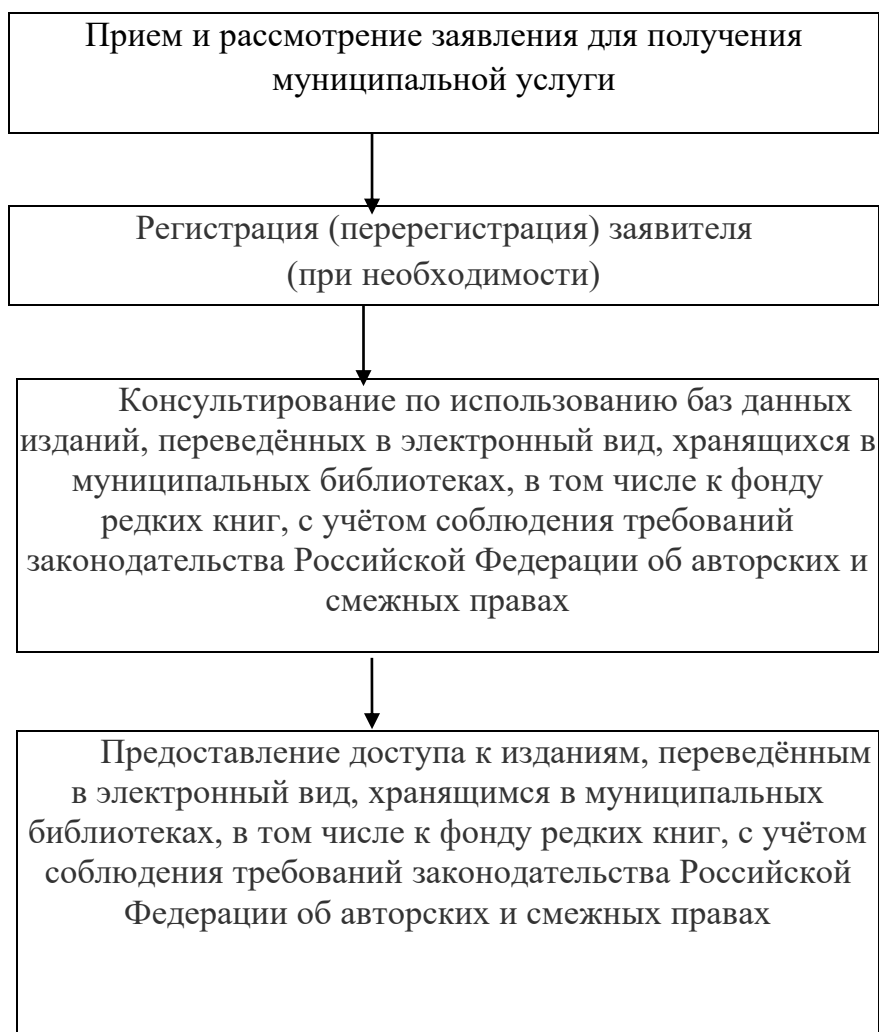 Прием и рассмотрение заявления для получения
муниципальной услуги
Регистрация (перерегистрация) заявителя
(при необходимости)
Консультирование по использованию баз данных
изданий, переведённых в электронный вид, хранящихся в
муниципальных библиотеках, в том числе к фонду
редких книг, с учётом соблюдения требований
законодательства Российской Федерации об авторских и
смежных правах
Предоставление доступа к изданиям, переведённым
в электронный вид, хранящимся в муниципальных
библиотеках, в том числе к фонду редких книг, с учётом
соблюдения требований законодательства Российской
Федерации об авторских и смежных правах